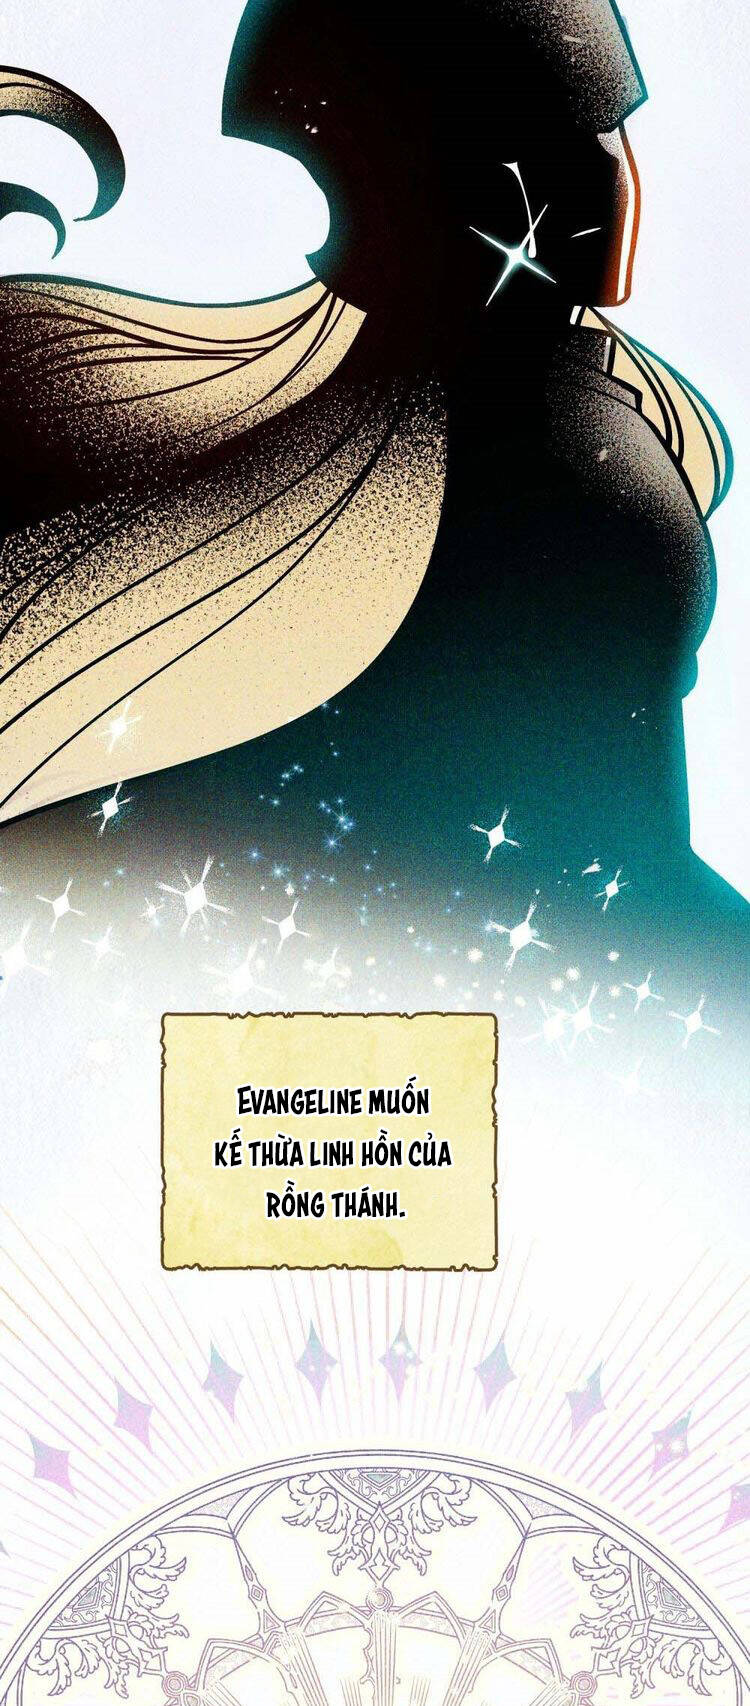 EVANGELINE MUỐN
KẾ THỪA LINH HỒN CỦA
RỒNG THÁNH.